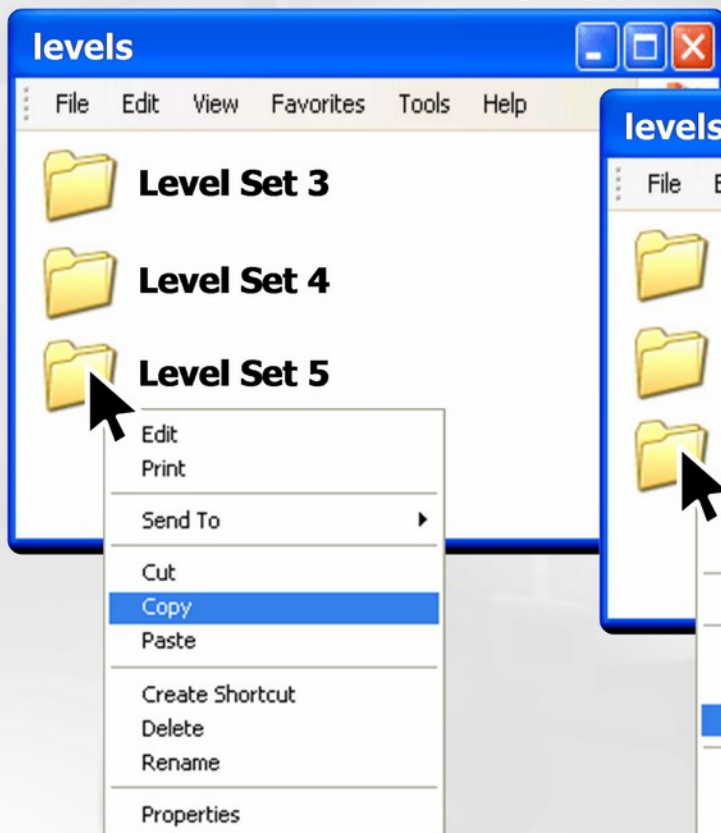 levels
File Edit View Favorites Tools Help
Level Set 3
Level Set 4
Level Set 5
Edit
Print
Send To
Cut
Copy
Paste
Create Shortcut
Delete
Rename
Properties
levels
File